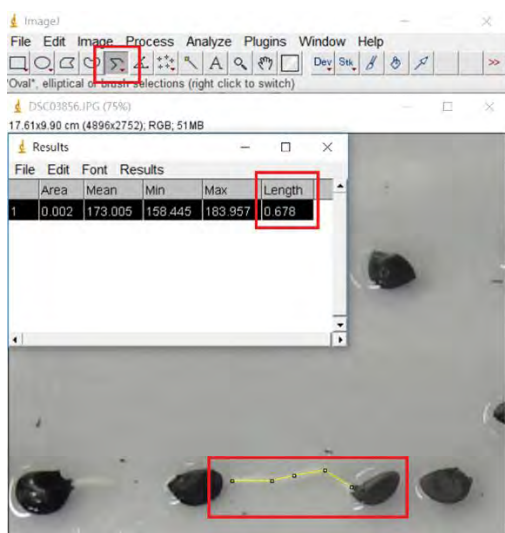 ImageJ
File Edit Image Process Analyze Plugins Window Help
A Dev Stk >>
"Oval", elliptical or brush selections (right click to switch)
DSC03856.JPG (75%)
17.61x9.90 cm (4896x2752); RGB; 51MB
Results
File Edit Font Results
Area Mean Min Max Length
1 0.002 173.005 158.445 183.957 0.678